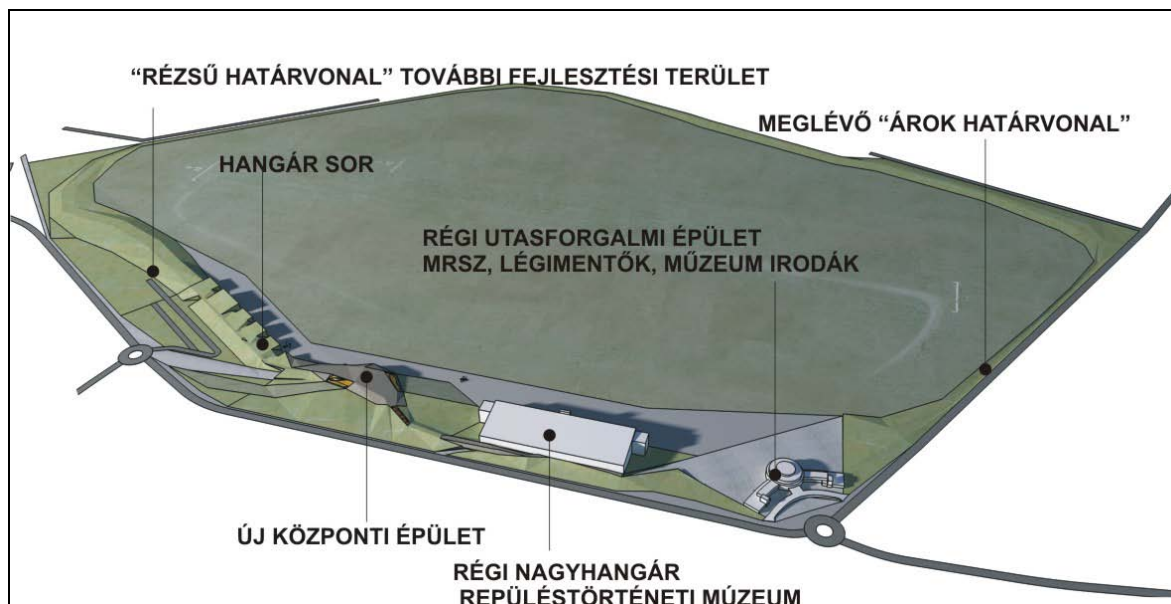 “RÉZSŰ HATÁRVONAL” TOVÁBBI FEJLESZTÉSI TERÜLET
MEGLÉVŐ “ÁROK HATÁRVONAL”
HANGÁR SOR
RÉGI UTASFORGALMI ÉPÜLET
MRSZ, LÉGIMENTŐK, MŰZEUM IRODÁK
ÚJ KÖZPONTI ÉPÜLET
RÉGI NAGYHANGÁR
REPÜLÉSTÖRTÉNETI MÚZEUM